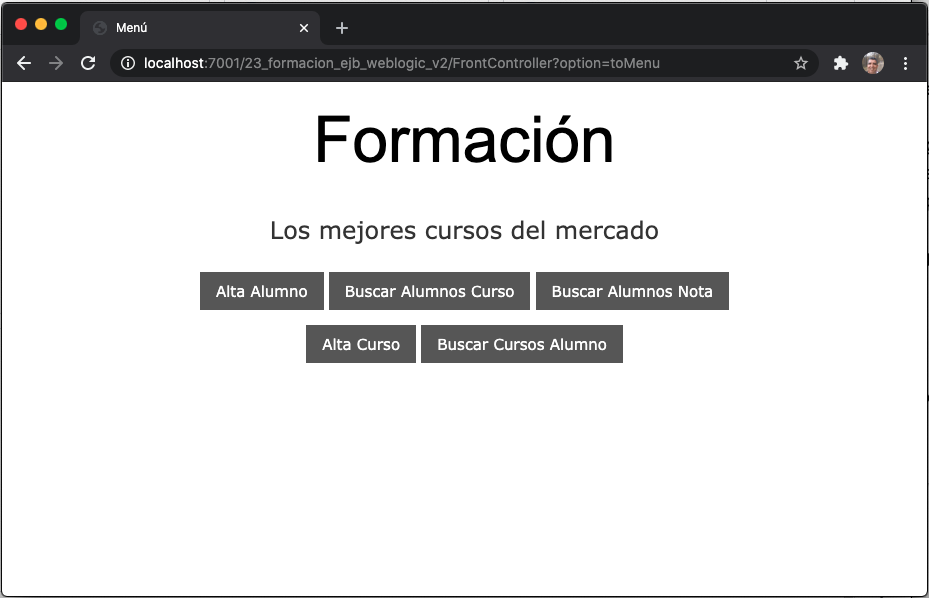 Menú
localhost:7001/23_formacion_ejb_weblogic_v2/FrontController?option=toMenu
Formación
Los mejores cursos del mercado
Alta Alumno Buscar Alumnos Curso Buscar Alumnos Nota
Alta Curso Buscar Cursos Alumno